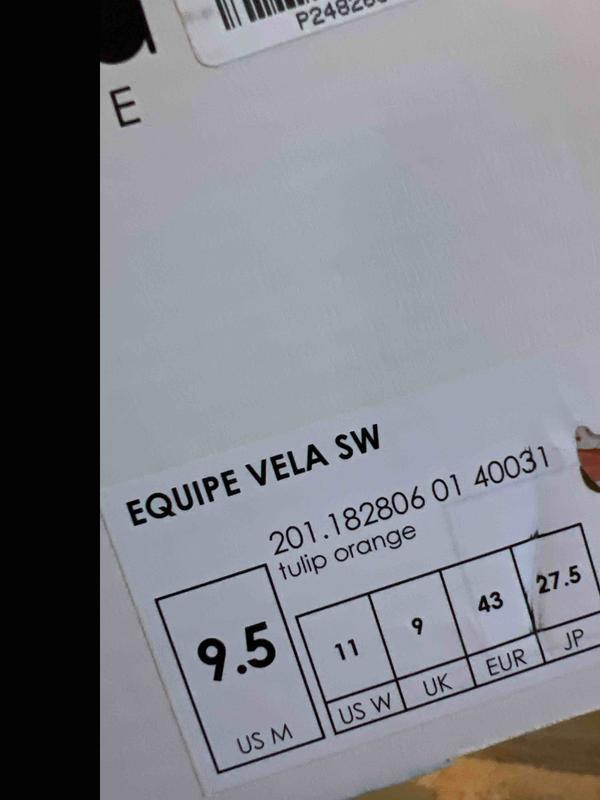 E
EQUIPE VELA SW
201.182806 01 40031
tulip orange
9.5 11 9 43 27.5
US M US W UK EUR JP